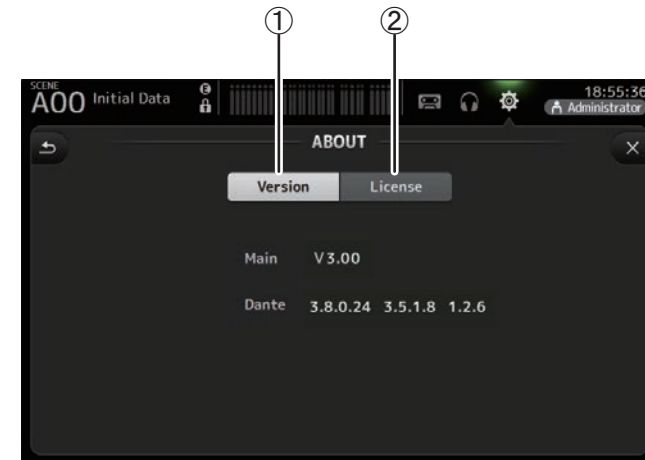 ① ②
SCENE
A00 Initial Data E 18:55:36
Administrator
ABOUT
Version License
Main V3.00
Dante 3.8.0.24 3.5.1.8 1.2.6